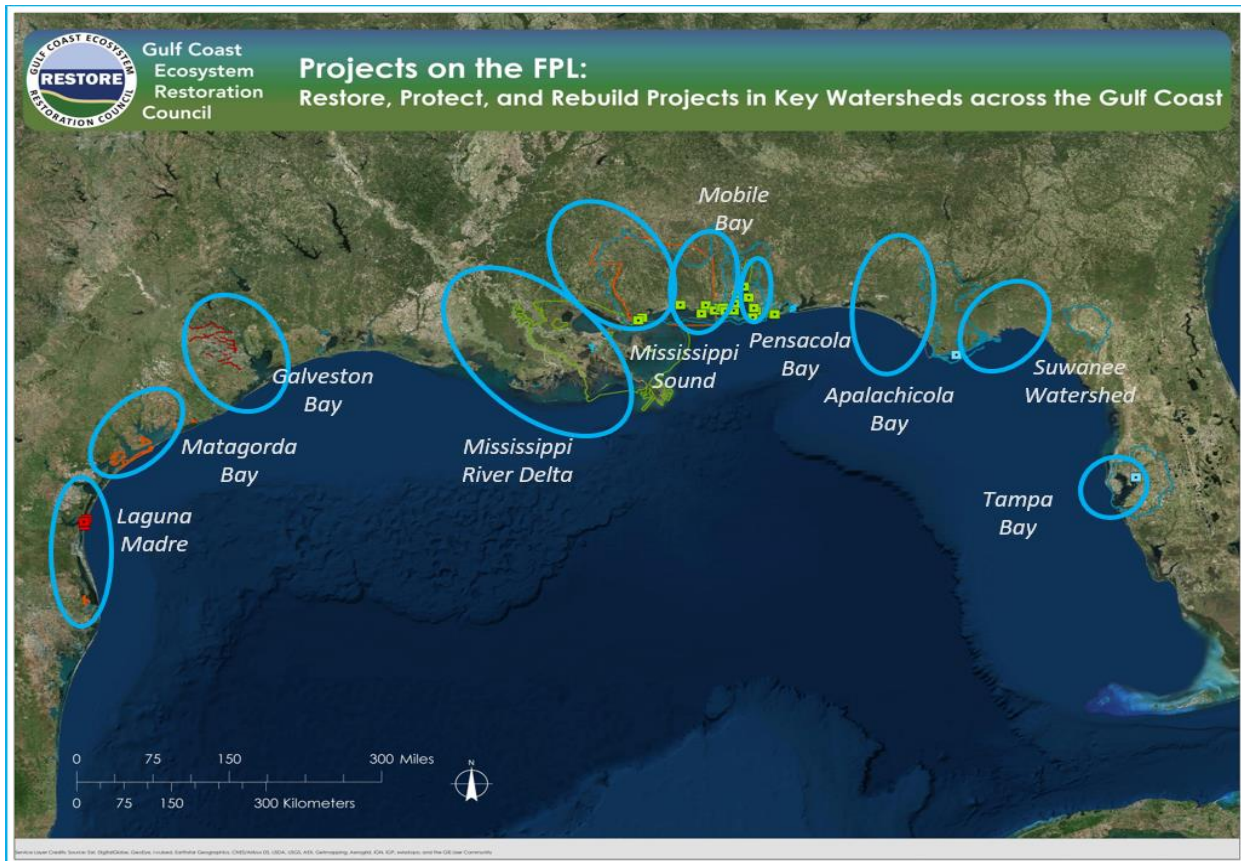 GULF COAST ECOSYSTEM
RESTORE
RESTORATION COUNCIL
Gulf Coast
Ecosystem
Restoration
Council
Projects on the FPL:
Restore, Protect, and Rebuild Projects in Key Watersheds across the Gulf Coast
Mobile
Bay
Mississippi
Sound
Pensacola
Bay
Apalachicola
Bay
Suwanee
Watershed
Galveston
Bay
Matagorda
Bay
Mississippi
River Delta
Laguna
Madre
Tampa
Bay
0 75 150 300 Miles
0 75 150 300 Kilometers
N